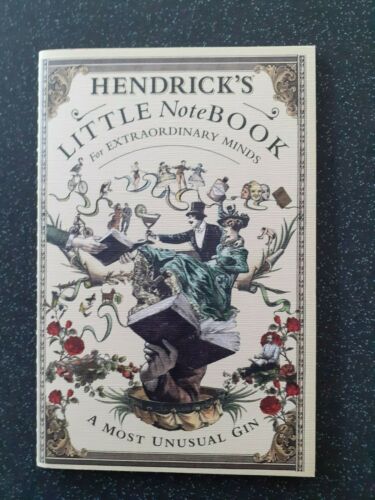 HENDRICK'S
LITTLE NoteBOOK
For EXTRAORDINARY MINDS
A MOST UNUSUAL GIN